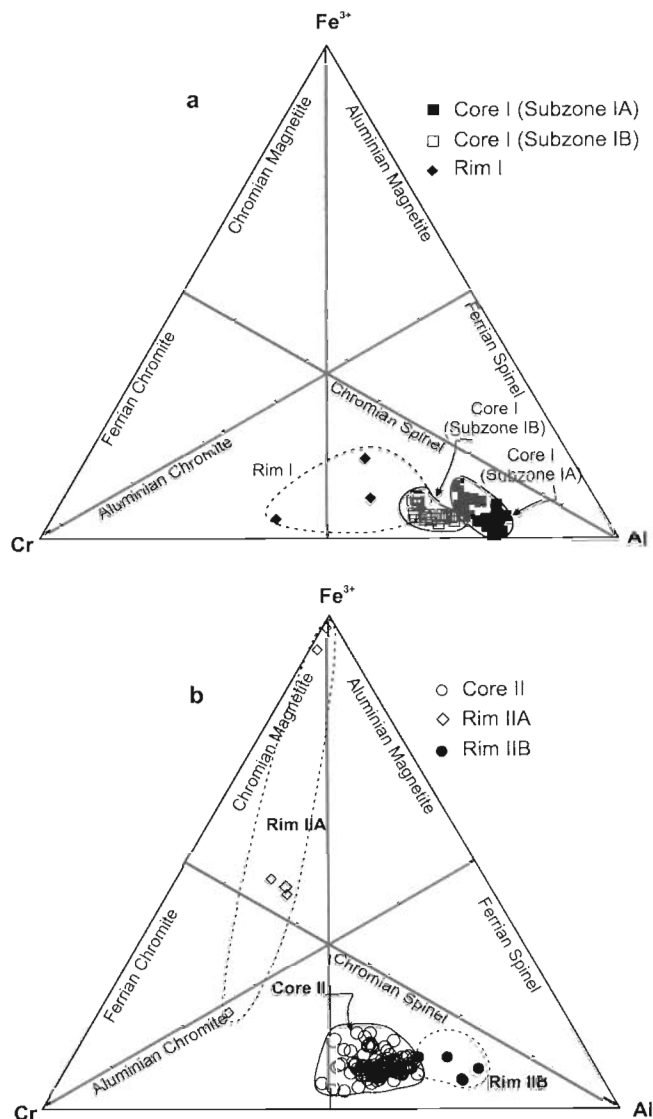 Fe3+
a
Core I (Subzone IA)
Core I (Subzone IB)
Rim I
Chromian Magnetite
Aluminian Magnetite
Ferrian Chromite
Ferrian Spinel
Chromian Spinel
Aluminian Chromite
Core I
(Subzone IB)
Core I
(Subzone IA)
Rim I
Cr
Al
Fe3+
b
Core II
Rim IIA
Rim IIB
Chromian Magnetite
Aluminian Magnetite
Rim IIA
Ferrian Chromite
Ferrian Spinel
Chromian Spinel
Core II
Aluminian Chromite
Rim IIB
Cr
Al